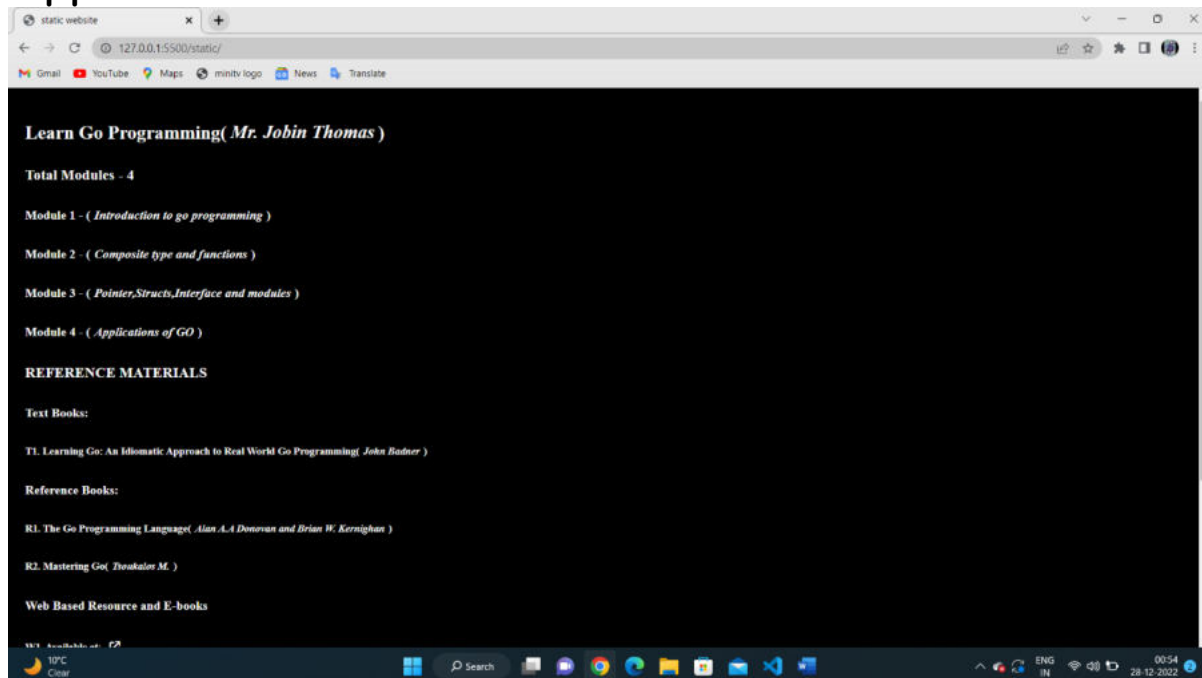 static website
127.0.0.1:5500/static/
Gmail YouTube Maps minitv logo News Translate
Learn Go Programming( Mr. Jobin Thomas )
Total Modules - 4
Module 1 - ( Introduction to go programming )
Module 2 - ( Composite type and functions )
Module 3 - ( Pointer,Structs,Interface and modules )
Module 4 - ( Applications of GO )
REFERENCE MATERIALS
Text Books:
T1. Learning Go: An Idiomatic Approach to Real World Go Programming( John Badner )
Reference Books:
R1. The Go Programming Language( Alan A.A Donovan and Brian W. Kernighan )
R2. Mastering Go( Tsoukalos M. )
Web Based Resource and E-books
W1. Available at:
10°C
Clear
Search
ENG
IN
00:54
28-12-2022
2